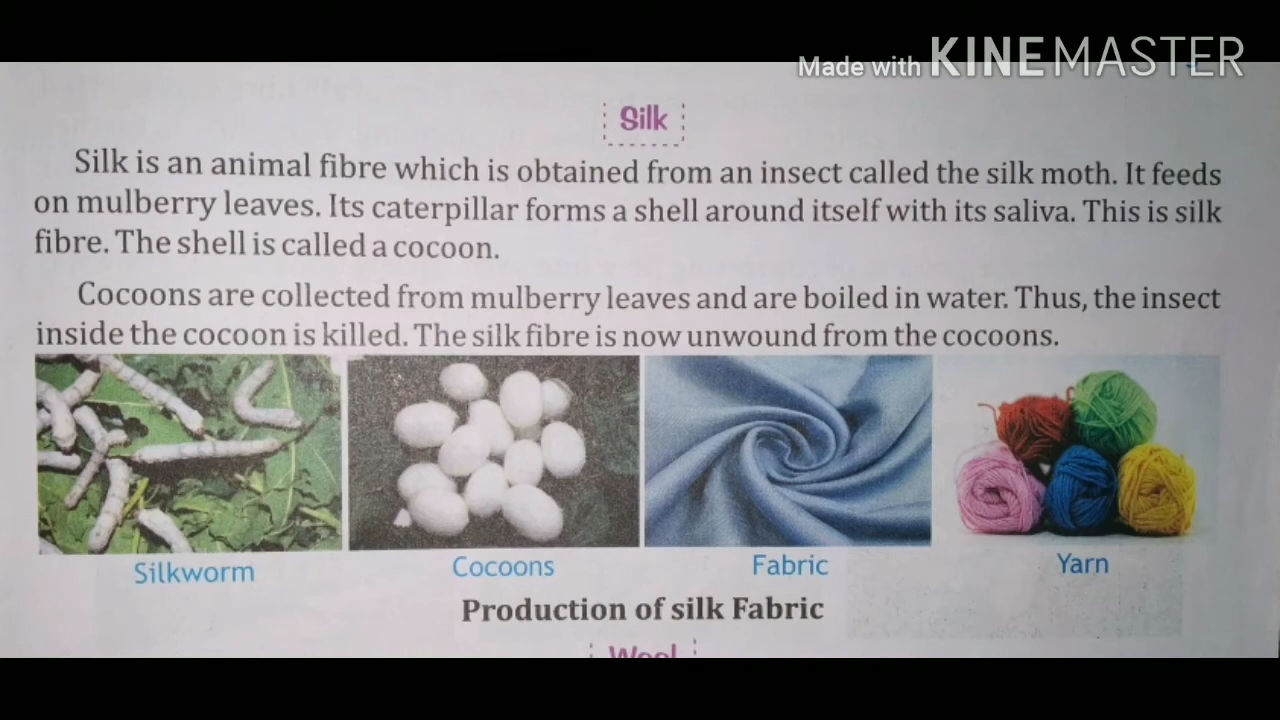 Made with KINEMASTER
Silk
Silk is an animal fibre which is obtained from an insect called the silk moth. It feeds
on mulberry leaves. Its caterpillar forms a shell around itself with its saliva. This is silk
fibre. The shell is called a cocoon.
Cocoons are collected from mulberry leaves and are boiled in water. Thus, the insect
inside the cocoon is killed. The silk fibre is now unwound from the cocoons.
Silkworm Cocoons Fabric Yarn
Production of silk Fabric
Wool